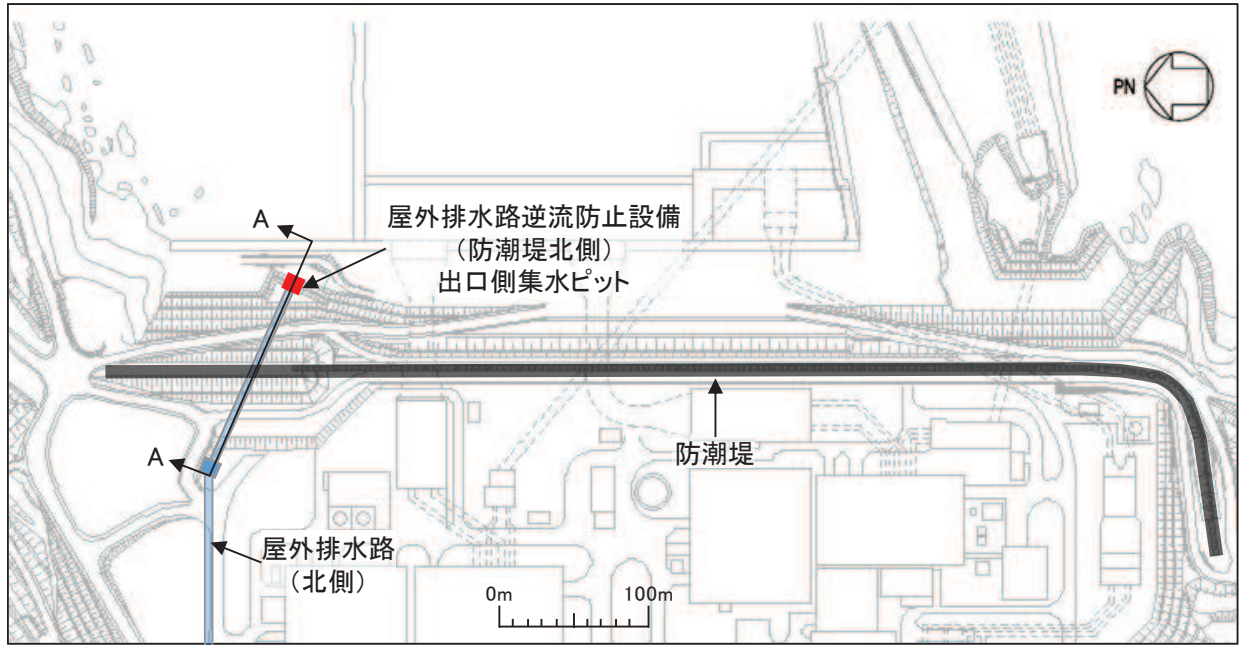 PN
A
屋外排水路逆流防止設備
（防潮堤北側）
出口側集水ピット
A
防潮堤
屋外排水路
（北側）
0m
100m